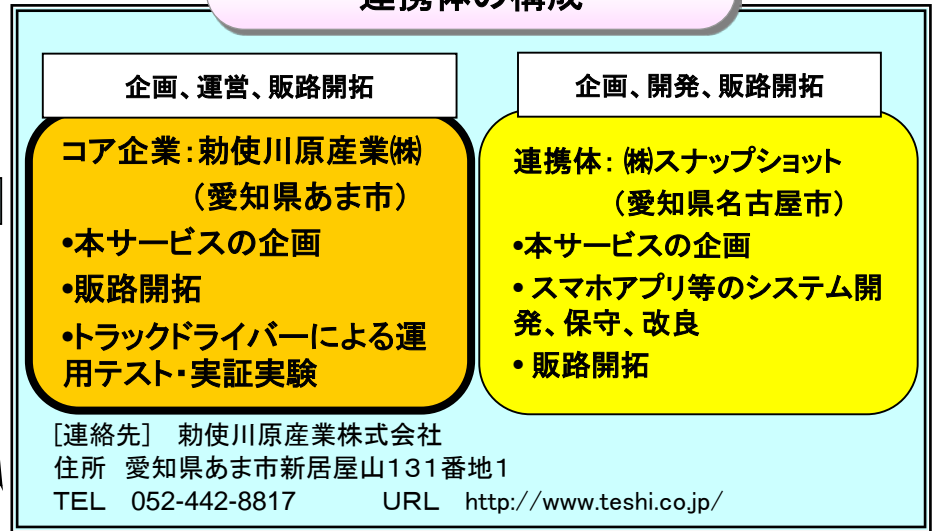 連携体の構成
企画、運営、販路開拓
コア企業：勅使川原産業㈱
（愛知県あま市）
•本サービスの企画
•販路開拓
•トラックドライバーによる運
用テスト・実証実験
企画、開発、販路開拓
連携体：㈱スナップショット
（愛知県名古屋市）
•本サービスの企画
• スマホアプリ等のシステム開
発、保守、改良
• 販路開拓
［連絡先］　勅使川原産業株式会社
住所　愛知県あま市新居屋山１３１番地１
TEL　052-442-8817　　　URL　http://www.teshi.co.jp/